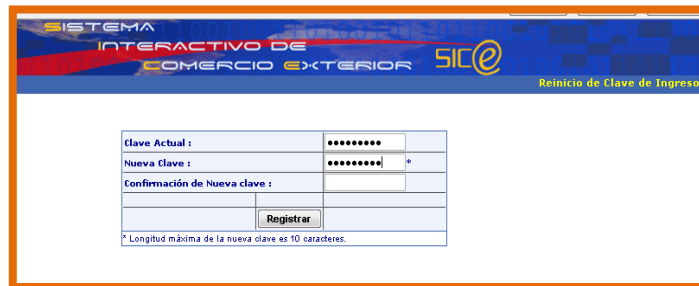 SISTEMA
INTERACTIVO DE
COMERCIO EXTERIOR
SIC@
Reinicio de Clave de Ingreso
Clave Actual : •••••••••
Nueva Clave : ••••••••• *
Confirmación de Nueva clave :
Registrar
* Longitud máxima de la nueva clave es 10 caracteres.